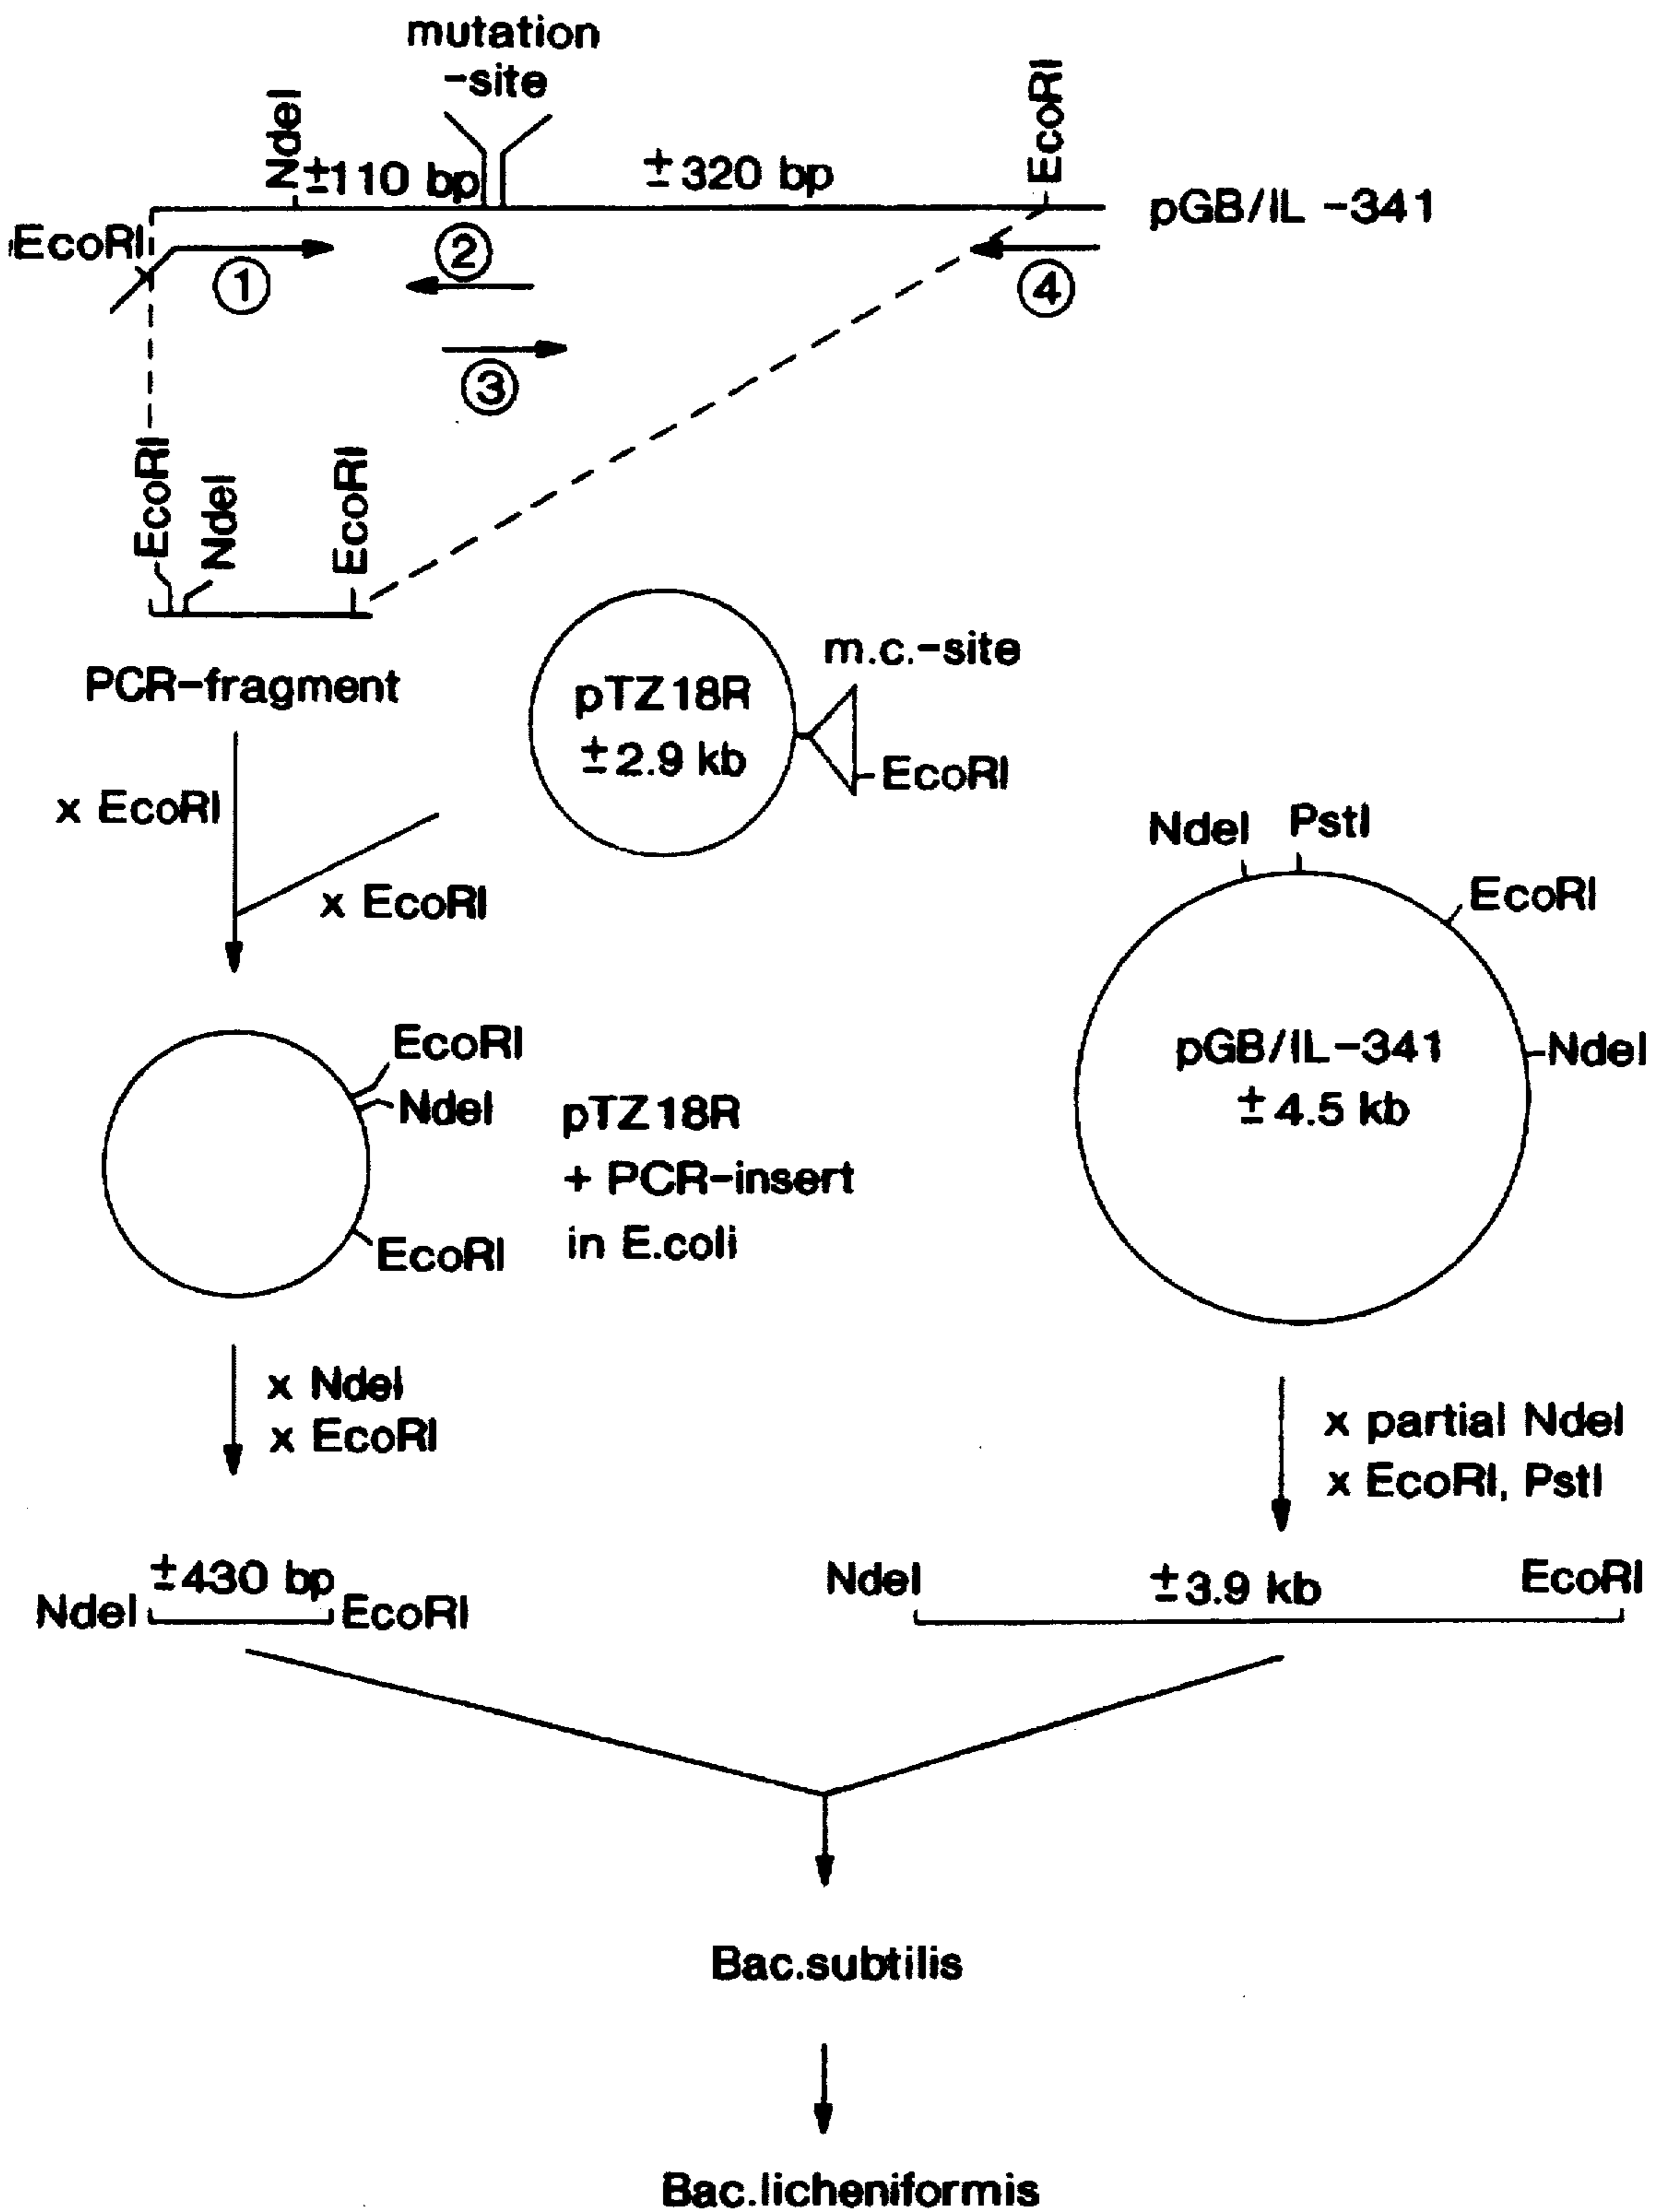 mutation
-site
NdeI
±110 bp
±320 bp
EcoRI
pGB/IL -341
EcoRI
1
2
3
4
EcoRI
NdeI
EcoRI
PCR-fragment
pTZ18R
±2.9 kb
m.c.-site
EcoRI
x EcoRI
x EcoRI
NdeI
PstI
EcoRI
NdeI
pGB/IL-341
±4.5 kb
EcoRI
NdeI
EcoRI
pTZ18R
+ PCR-insert
in E.coli
x NdeI
x EcoRI
x partial NdeI
x EcoRI, PstI
±430 bp
NdeI
EcoRI
NdeI
±3.9 kb
EcoRI
Bac.subtilis
Bac.licheniformis